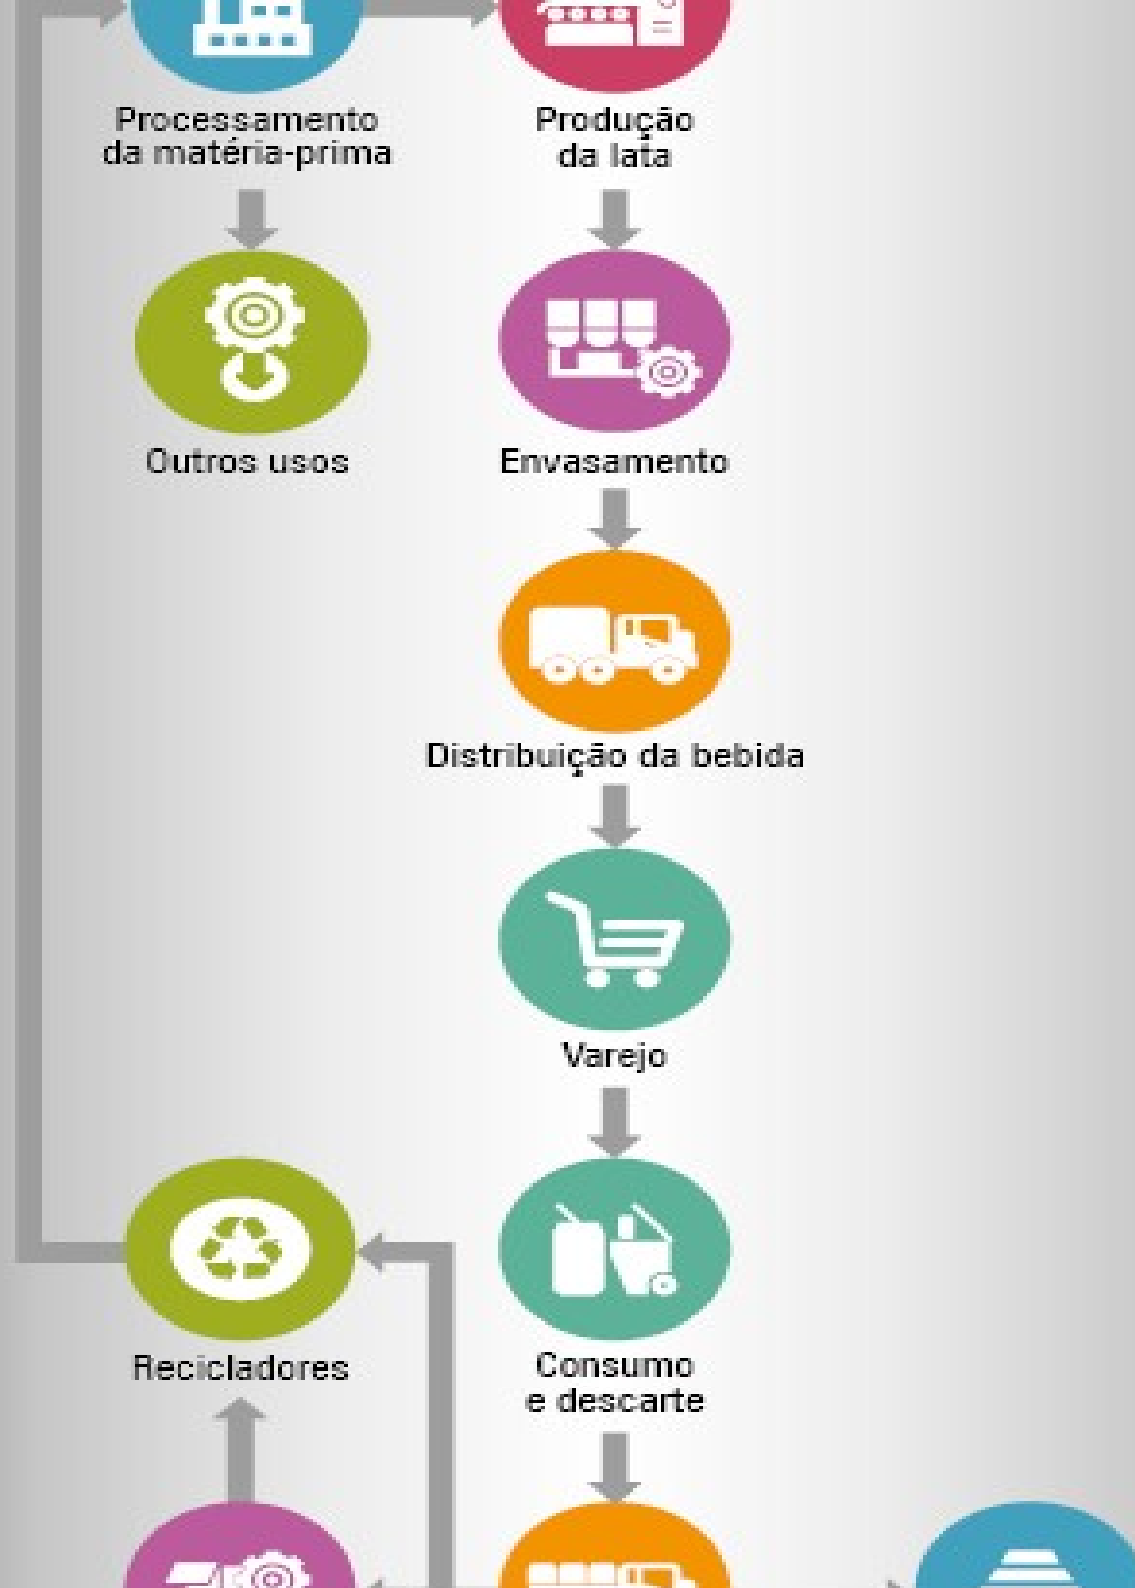 Processamento
da matéria-prima
Produção
da lata
Outros usos
Envasamento
Distribuição da bebida
Varejo
Recicladores
Consumo
e descarte